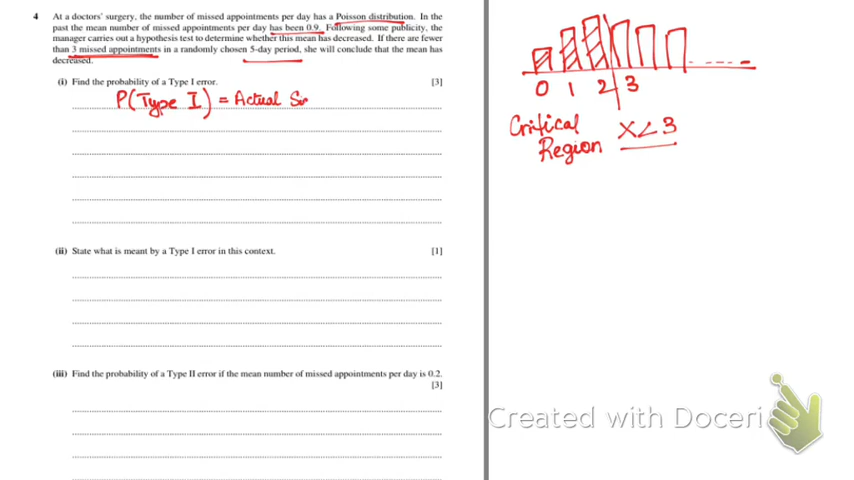 4 At a doctors' surgery, the number of missed appointments per day has a Poisson distribution. In the
past the mean number of missed appointments per day has been 0.9. Following some publicity, the
manager carries out a hypothesis test to determine whether this mean has decreased. If there are fewer
than 3 missed appointments in a randomly chosen 5-day period, she will conclude that the mean has
decreased.
(i) Find the probability of a Type I error. [3]
P(Type I) = Actual Si
(ii) State what is meant by a Type I error in this context. [1]
(iii) Find the probability of a Type II error if the mean number of missed appointments per day is 0.2.
[3]
0 1 2 3
Critical X<3
Region
Created with Doceri